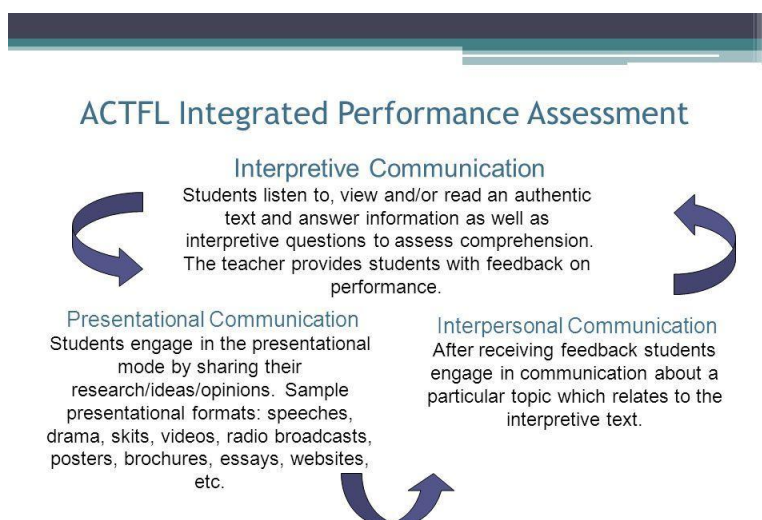 ACTFL Integrated Performance Assessment
Interpretive Communication
Students listen to, view and/or read an authentic
text and answer information as well as
interpretive questions to assess comprehension.
The teacher provides students with feedback on
performance.
Presentational Communication
Students engage in the presentational
mode by sharing their
research/ideas/opinions. Sample
presentational formats: speeches,
drama, skits, videos, radio broadcasts,
posters, brochures, essays, websites,
etc.
Interpersonal Communication
After receiving feedback students
engage in communication about a
particular topic which relates to the
interpretive text.